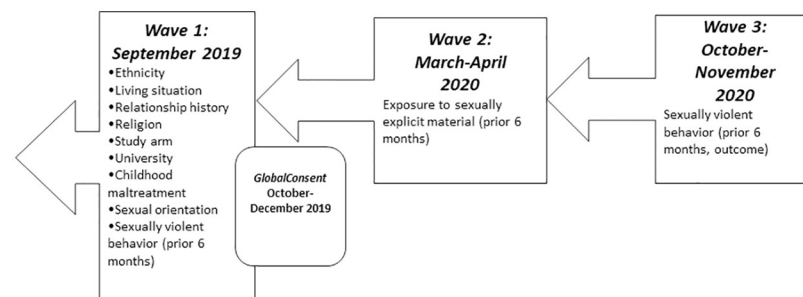 Wave 1:
September 2019
•Ethnicity
•Living situation
•Relationship history
•Religion
•Study arm
•University
•Childhood
maltreatment
•Sexual orientation
•Sexually violent
behavior (prior 6
months)
GlobalConsent
October-
December 2019
Wave 2:
March-April
2020
Exposure to sexually
explicit material (prior 6
months)
Wave 3:
October-
November
2020
Sexually violent
behavior (prior 6
months, outcome)